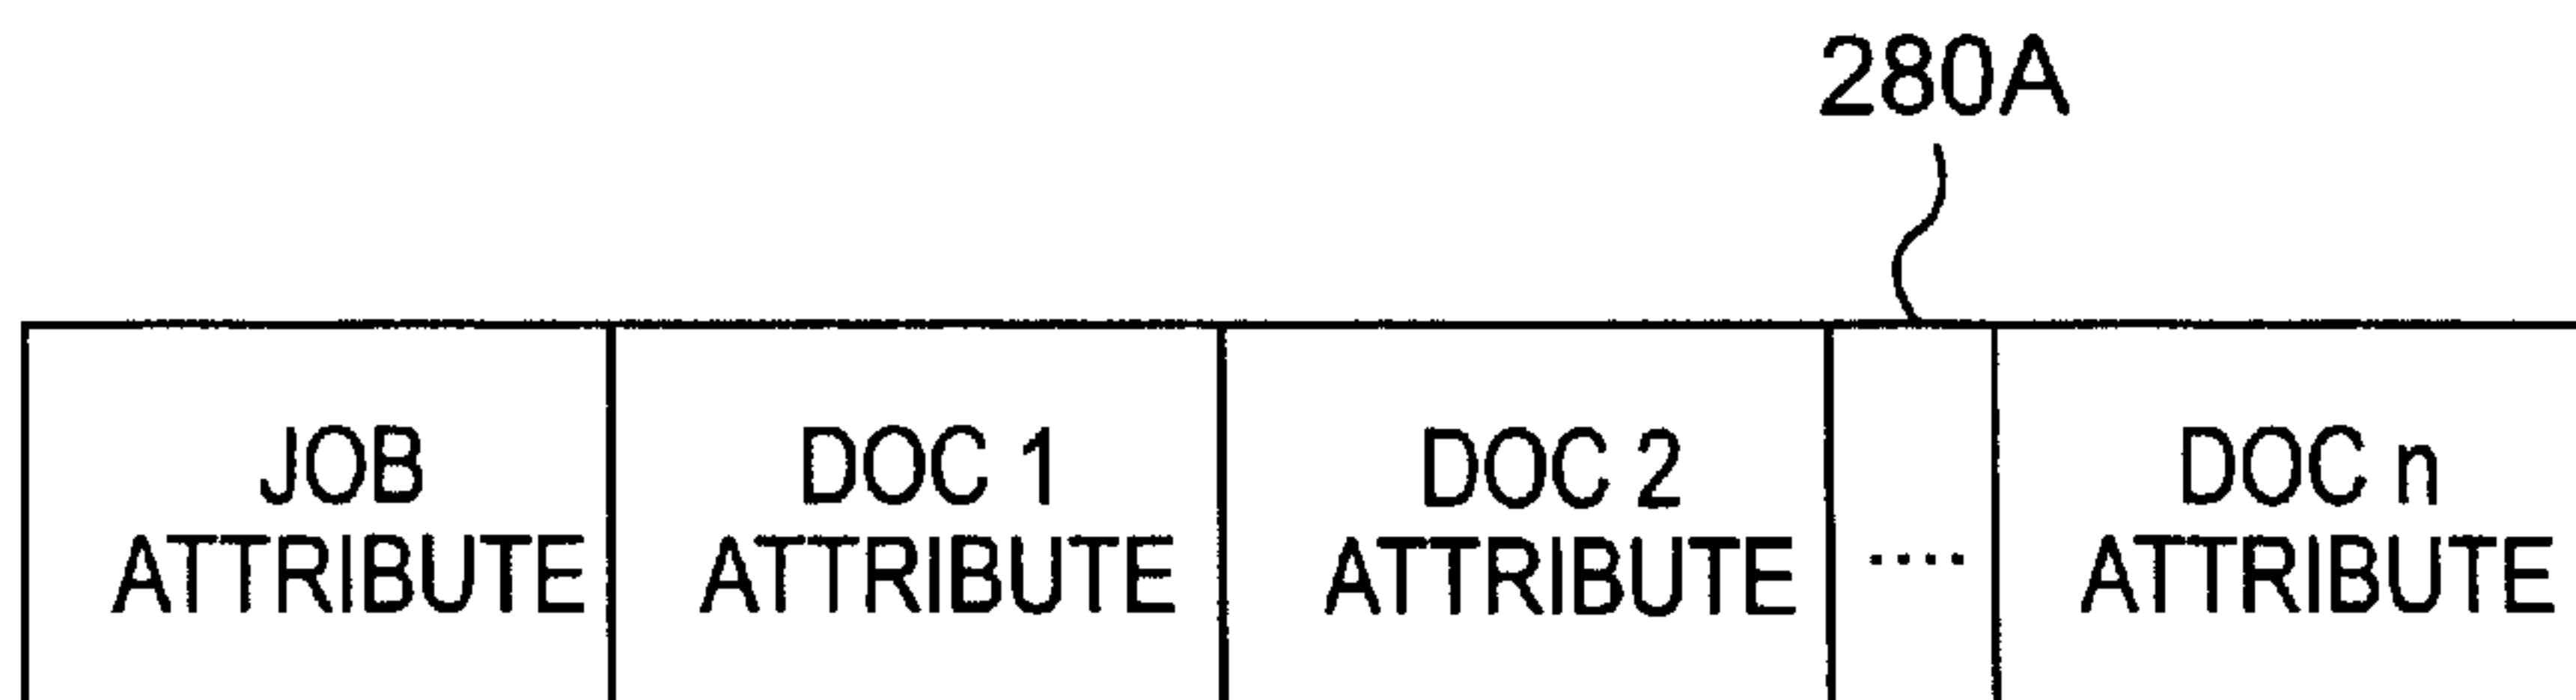 280A
JOB ATTRIBUTE
DOC 1 ATTRIBUTE
DOC 2 ATTRIBUTE
....
DOC n ATTRIBUTE